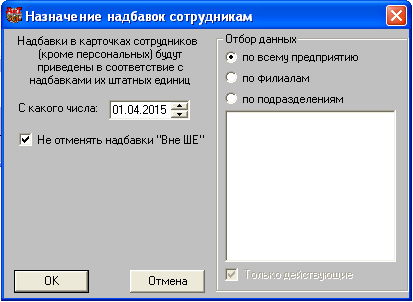 Назначение надбавок сотрудникам
Надбавки в карточках сотрудников
(кроме персональных) будут
приведены в соответствие с
надбавками их штатных единиц
С какого числа: 01.04.2015
Не отменять надбавки "Вне ШЕ"
Отбор данных
по всему предприятию
по филиалам
по подразделениям
Только действующие
OK
Отмена